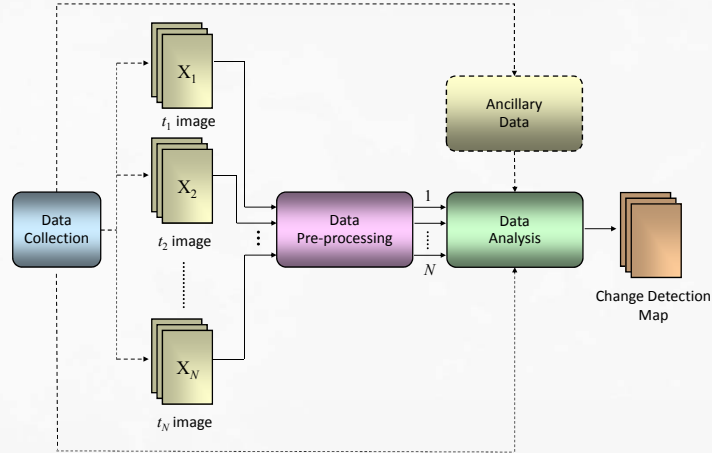 X1
t1 image
Ancillary
Data
X2
t2 image
Data
Collection
Data
Pre-processing
1
N
Data
Analysis
Change Detection
Map
XN
tN image